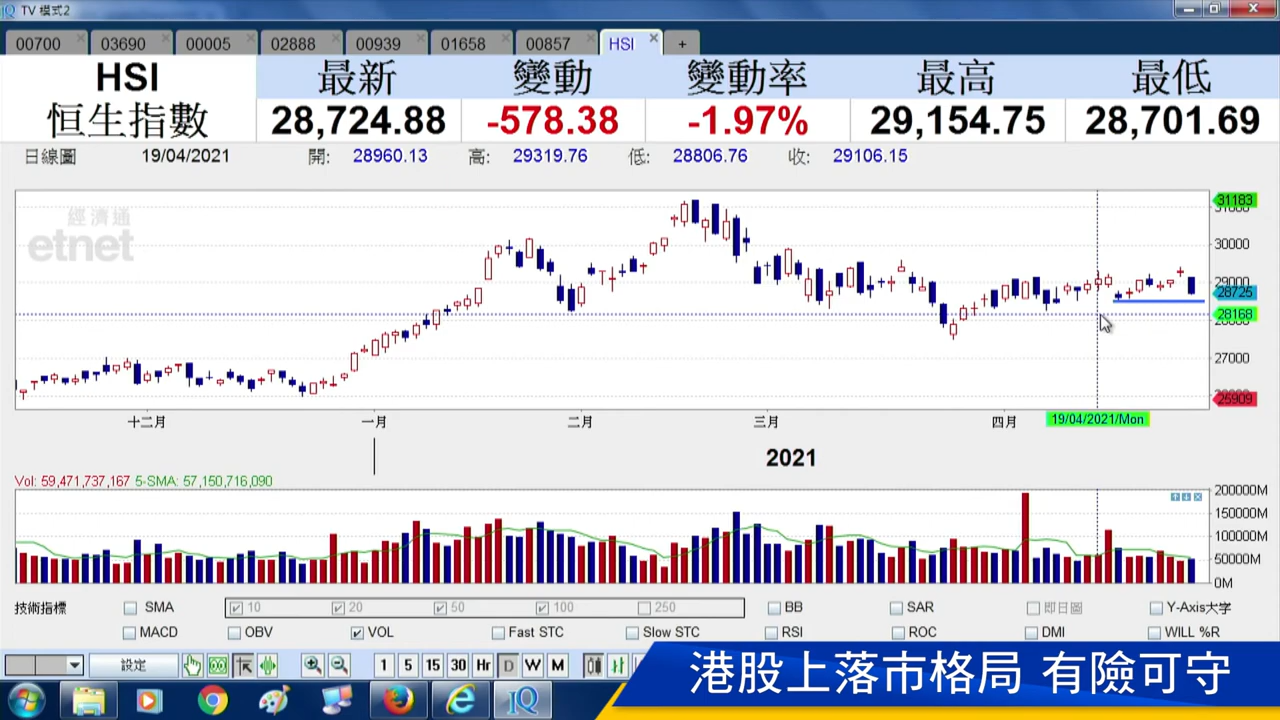 TV 模式2
00700 03690 00005 02888 00939 01658 00857 HSI +
HSI 最新 變動 變動率 最高 最低
恒生指數 28,724.88 -578.38 -1.97% 29,154.75 28,701.69
日線圖 19/04/2021 開: 28960.13 高: 29319.76 低: 28806.76 收: 29106.15
經濟通
etnet
31183
30000
29000
28725
28168
27000
25909
十二月 一月 二月 三月 四月 19/04/2021/Mon
2021
Vol: 59,471,737,167 5-SMA: 57,150,716,090
200000M
150000M
100000M
50000M
0M
技術指標 SMA 10 20 50 100 250 BB SAR 即日圖 Y-Axis大字
MACD OBV VOL Fast STC Slow STC RSI ROC DMI WILL %R
設定 1 5 15 30 Hr D W M
港股上落市格局 有險可守
IQ